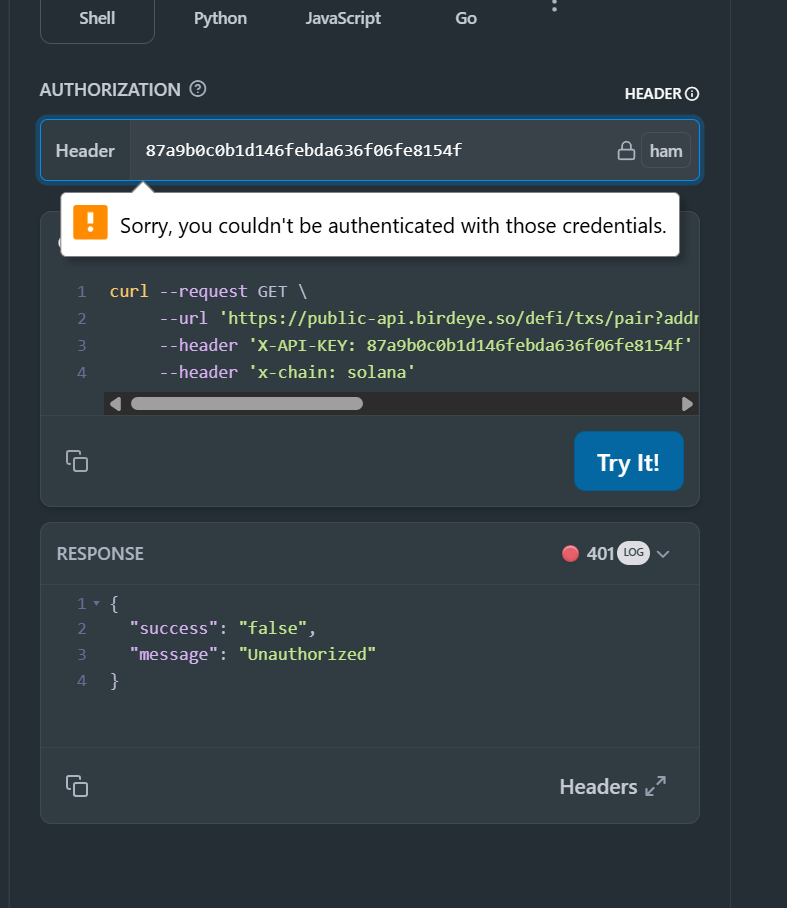 Shell Python JavaScript Go
AUTHORIZATION
HEADER
Header 87a9b0c0b1d146febda636f06fe8154f ham
Sorry, you couldn't be authenticated with those credentials.
1 curl --request GET \
2 --url 'https://public-api.birdeye.so/defi/txs/pair?addr
3 --header 'X-API-KEY: 87a9b0c0b1d146febda636f06fe8154f'
4 --header 'x-chain: solana'
Try It!
RESPONSE 401 LOG
1 {
2 "success": "false",
3 "message": "Unauthorized"
4 }
Headers